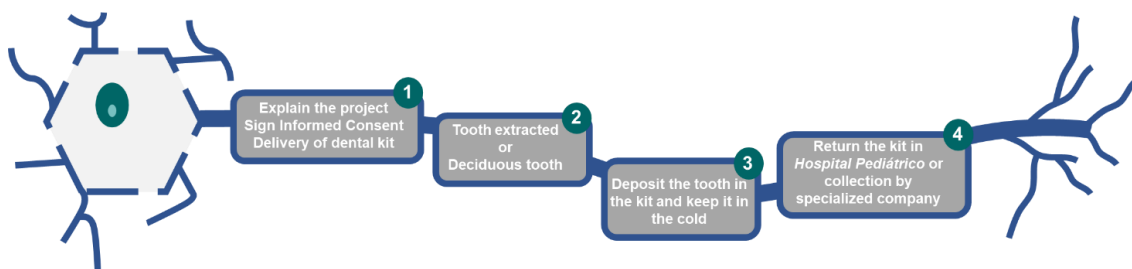 1
Explain the project
Sign Informed Consent
Delivery of dental kit
2
Tooth extracted
or
Deciduous tooth
3
Deposit the tooth in
the kit and keep it in
the cold
4
Return the kit in
Hospital Pediátrico or
collection by
specialized company